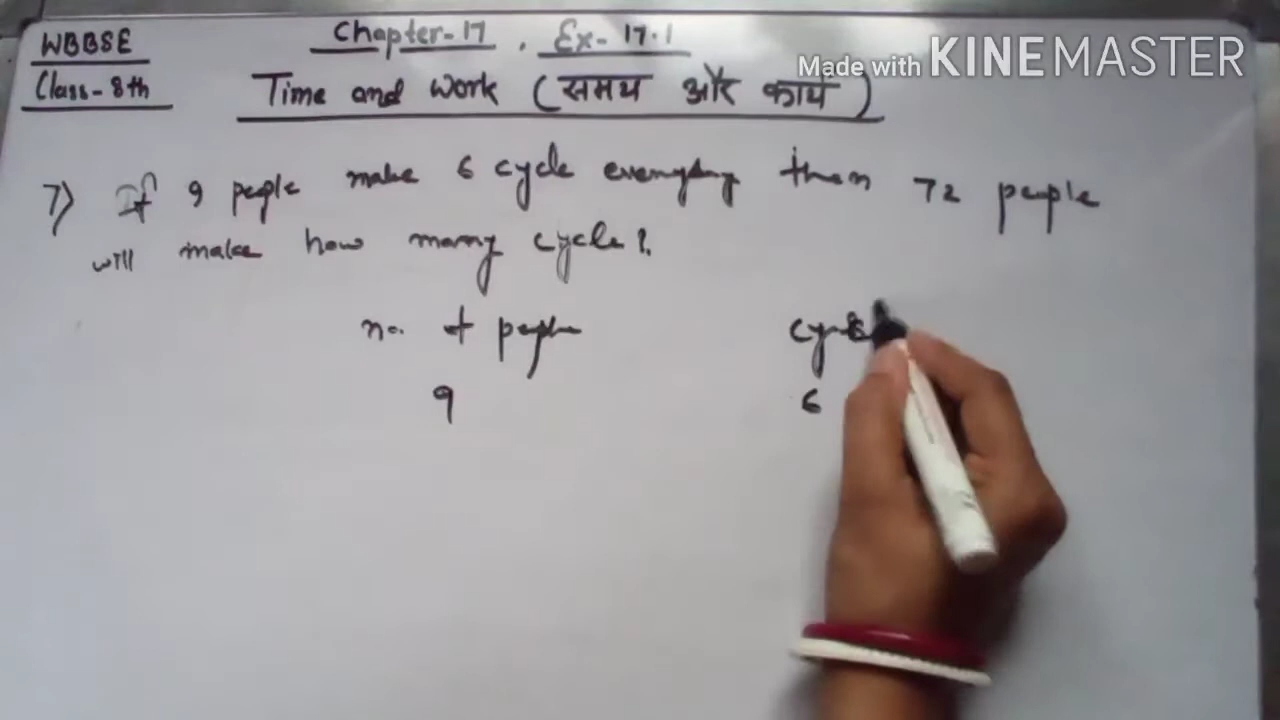 WBBSE Chapter-17, Ex-17.1
Class-8th Time and Work (समय और कार्य)
Made with KINEMASTER
7) If 9 people make 6 cycle everyday then 72 people
will make how many cycle?
no. of people
9 6